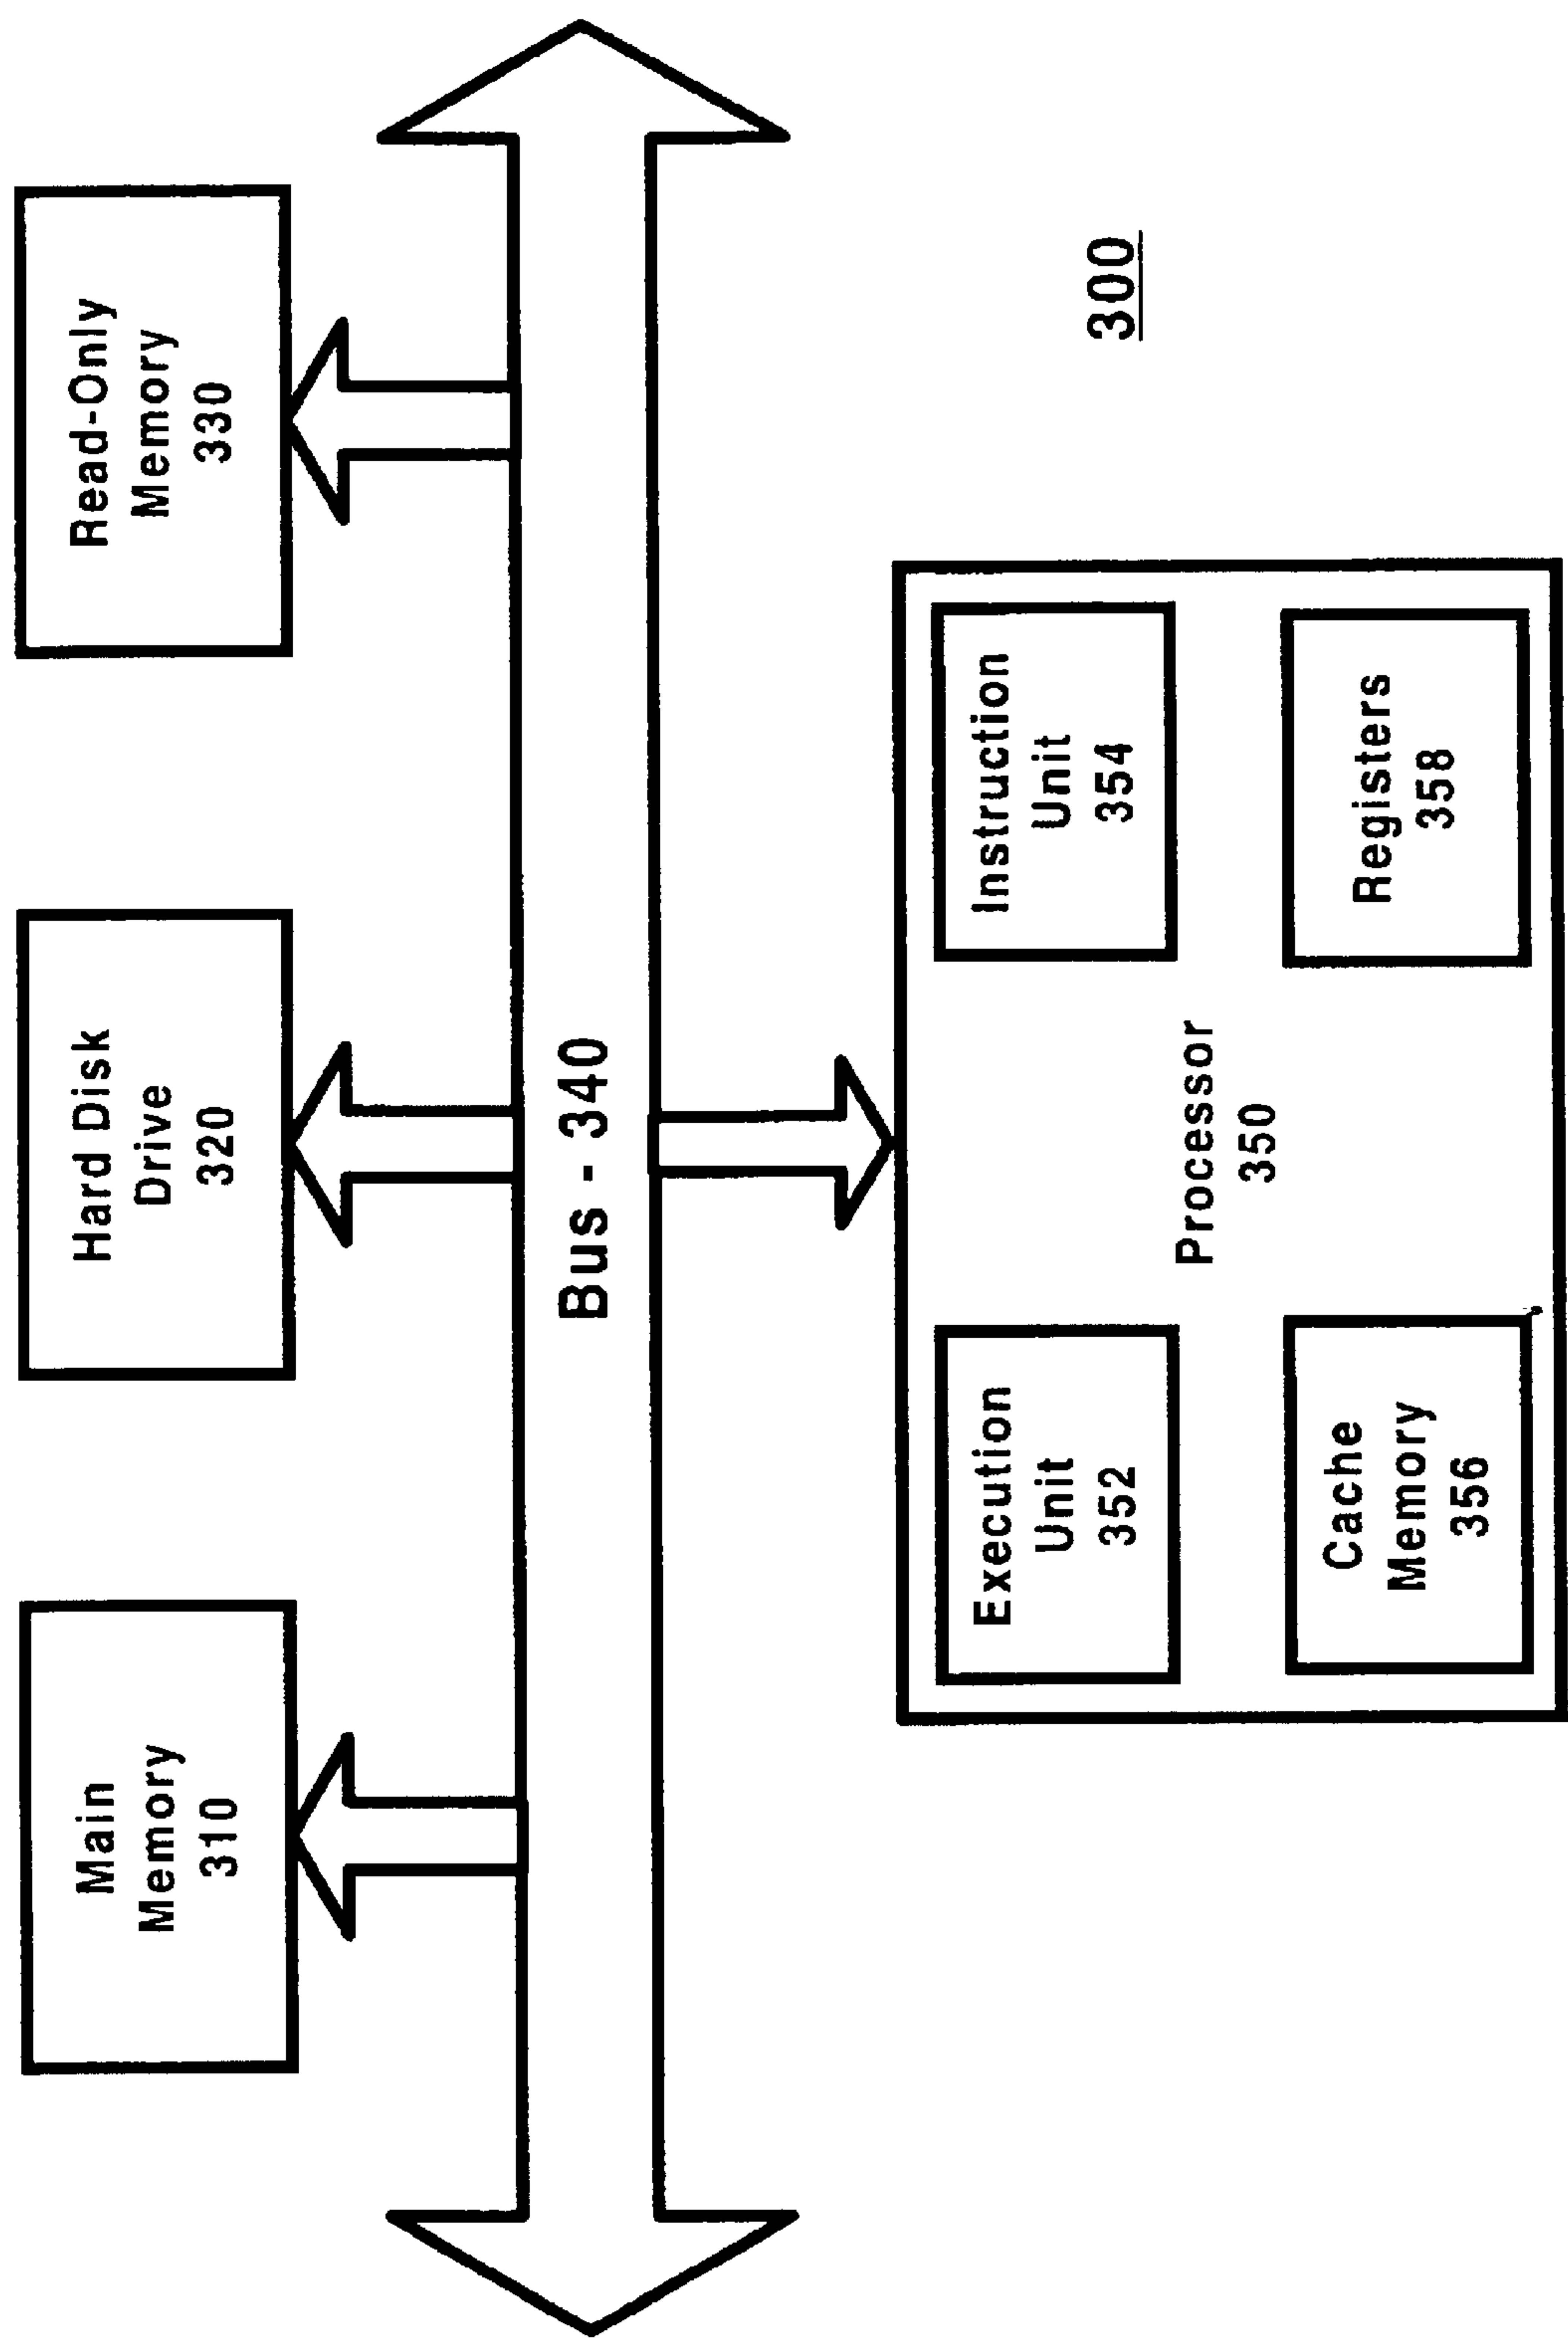 Main
Memory
310
Hard Disk
Drive
320
Read-Only
Memory
330
Bus - 340
Execution
Unit
352
Instruction
Unit
354
Processor
350
Cache
Memory
356
Registers
358
300